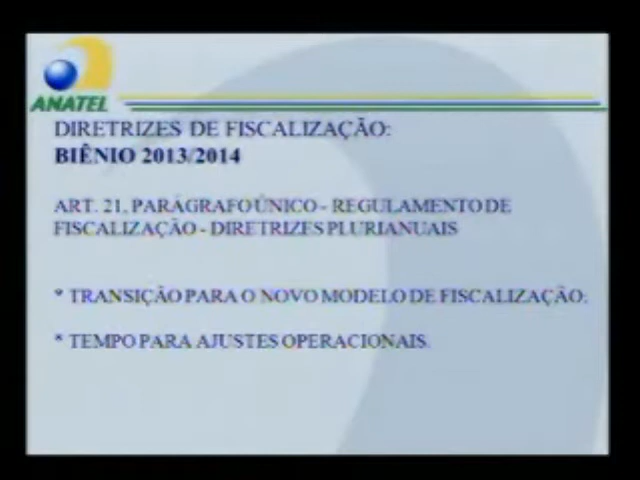 ANATEL
DIRETRIZES DE FISCALIZAÇÃO:
BIÊNIO 2013/2014
ART. 21, PARÁGRAFO ÚNICO - REGULAMENTO DE
FISCALIZAÇÃO - DIRETRIZES PLURIANUAIS
* TRANSIÇÃO PARA O NOVO MODELO DE FISCALIZAÇÃO;
* TEMPO PARA AJUSTES OPERACIONAIS.